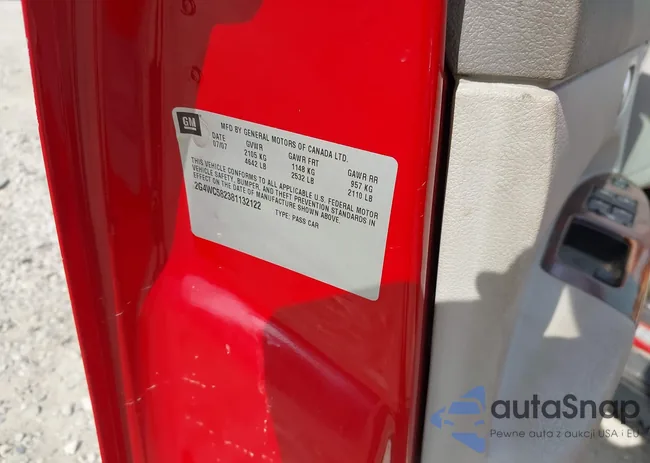 GM
MFD BY GENERAL MOTORS OF CANADA LTD.
DATE GVWR GAWR FRT GAWR RR
07/07 2105 KG 1148 KG 957 KG
4642 LB 2532 LB 2110 LB
THIS VEHICLE CONFORMS TO ALL APPLICABLE U.S. FEDERAL MOTOR
VEHICLE SAFETY, BUMPER, AND THEFT PREVENTION STANDARDS IN
EFFECT ON THE DATE OF MANUFACTURE SHOWN ABOVE.
2G4WC582381132122 TYPE: PASS CAR
autaSnap
Pewne auta z aukcji USA i EU